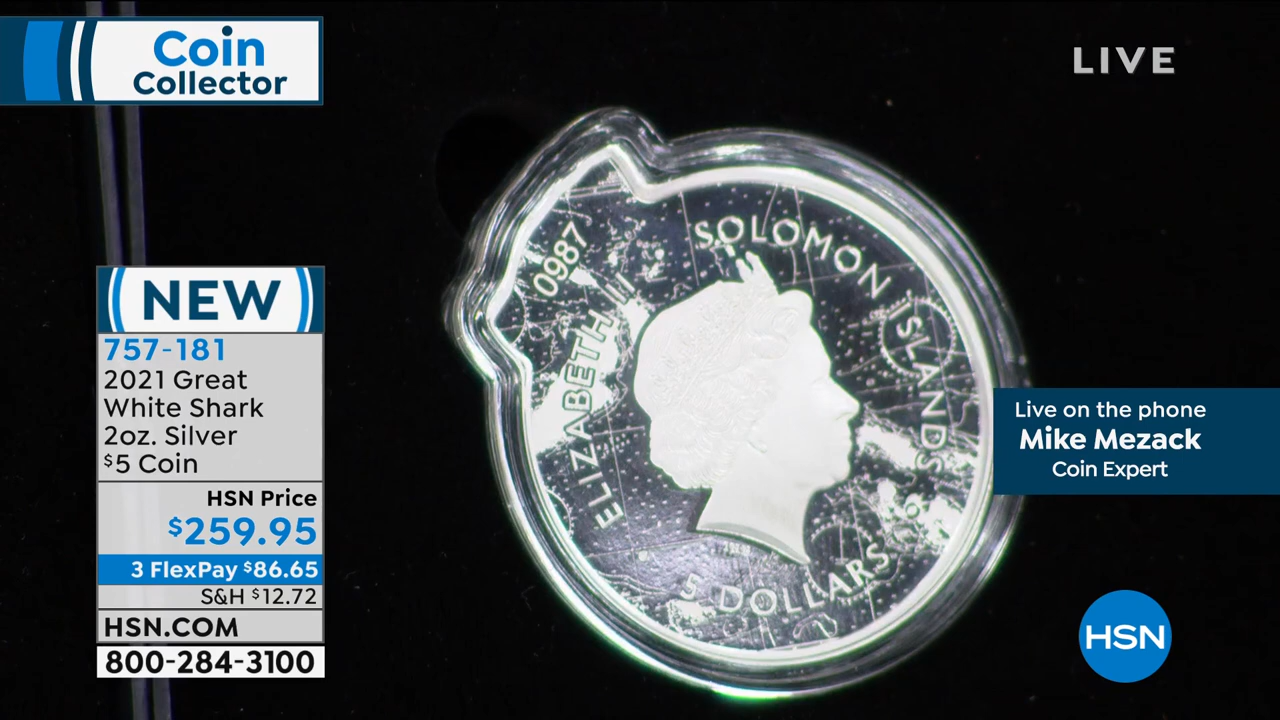 Coin
Collector
LIVE
NEW
757-181
2021 Great
White Shark
2oz. Silver
$5 Coin
HSN Price
$259.95
3 FlexPay $86.65
S&H $12.72
HSN.COM
800-284-3100
0987
ELIZABETH II
SOLOMON ISLANDS
5 DOLLARS
Live on the phone
Mike Mezack
Coin Expert
HSN